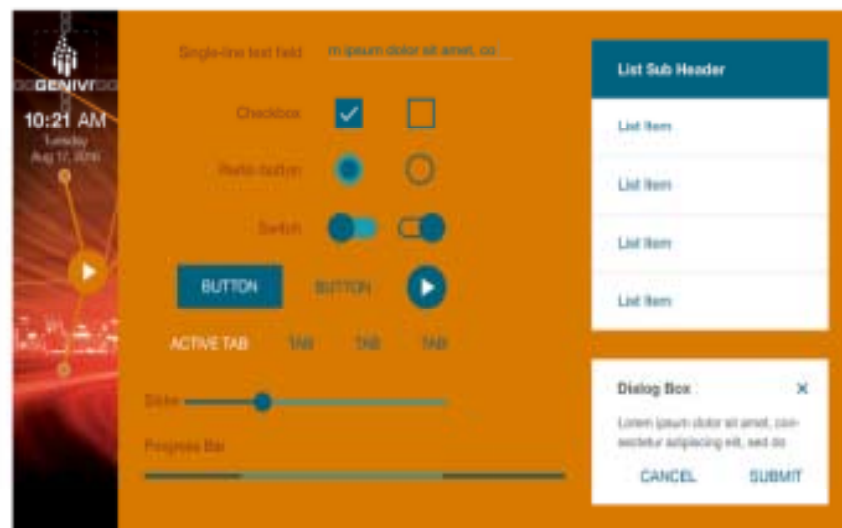 GENIVI
10:21 AM
Tuesday
Aug 17, 2016
Single-line text field
m ipsum dolor sit amet, co
Checkbox
Radio button
Switch
BUTTON
BUTTON
ACTIVE TAB
TAB
TAB
TAB
Slider
Progress Bar
List Sub Header
List Item
List Item
List Item
List Item
Dialog Box
Lorem ipsum dolor sit amet, con-
sectetur adipiscing elit, sed do
CANCEL
SUBMIT